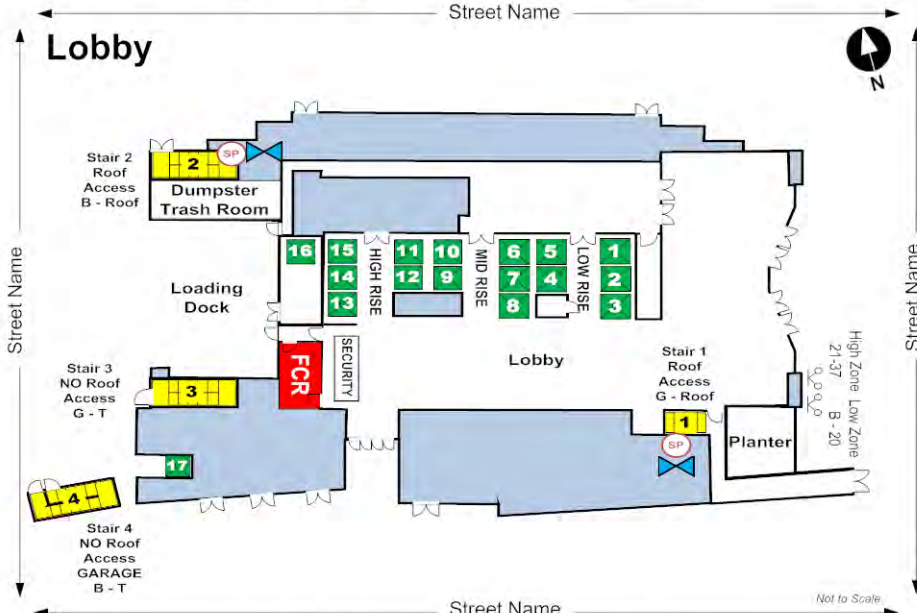 Street Name
Lobby
N
Street Name
Street Name
Stair 2
Roof
Access
B - Roof
2
SP
Dumpster
Trash Room
16
15
14
13
HIGH RISE
11
10
12
9
MID RISE
6
5
7
4
8
LOW RISE
1
2
3
Loading
Dock
FCR
SECURITY
Lobby
Stair 1
Roof
Access
G - Roof
1
SP
High Zone
21-37
Low Zone
B - 20
Planter
Stair 3
NO Roof
Access
G - T
3
17
4
Stair 4
NO Roof
Access
GARAGE
B - T
Not to Scale
Street Name